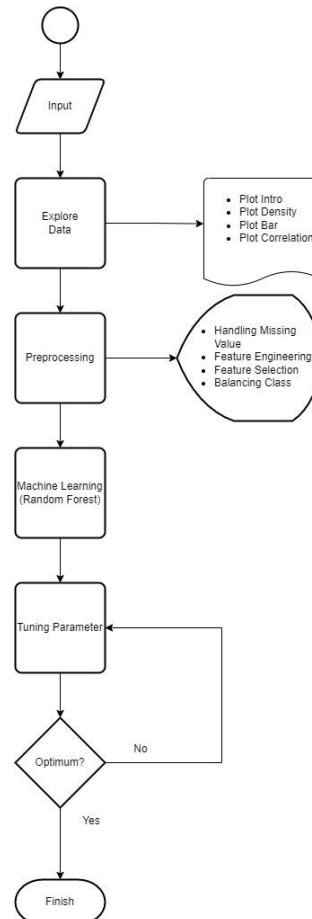 Input
Explore
Data
• Plot Intro
• Plot Density
• Plot Bar
• Plot Correlation
Preprocessing
• Handling Missing
Value
• Feature Engineering
• Feature Selection
• Balancing Class
Machine Learning
(Random Forest)
Tuning Parameter
Optimum?
No
Yes
Finish